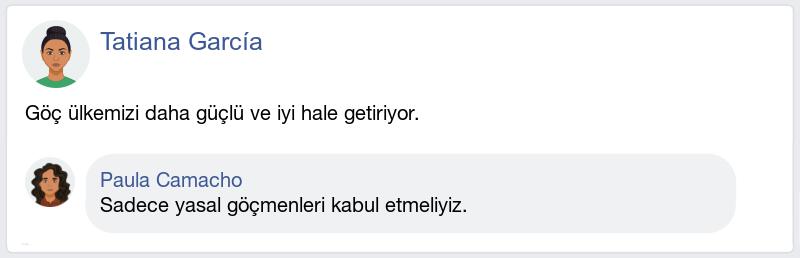 Tatiana García
Göç ülkemizi daha güçlü ve iyi hale getiriyor.
Paula Camacho
Sadece yasal göçmenleri kabul etmeliyiz.